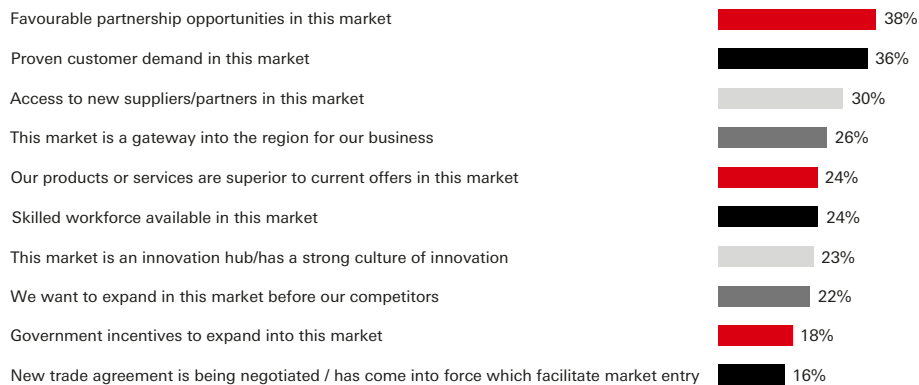 Favourable partnership opportunities in this market 38%
Proven customer demand in this market 36%
Access to new suppliers/partners in this market 30%
This market is a gateway into the region for our business 26%
Our products or services are superior to current offers in this market 24%
Skilled workforce available in this market 24%
This market is an innovation hub/has a strong culture of innovation 23%
We want to expand in this market before our competitors 22%
Government incentives to expand into this market 18%
New trade agreement is being negotiated / has come into force which facilitate market entry 16%